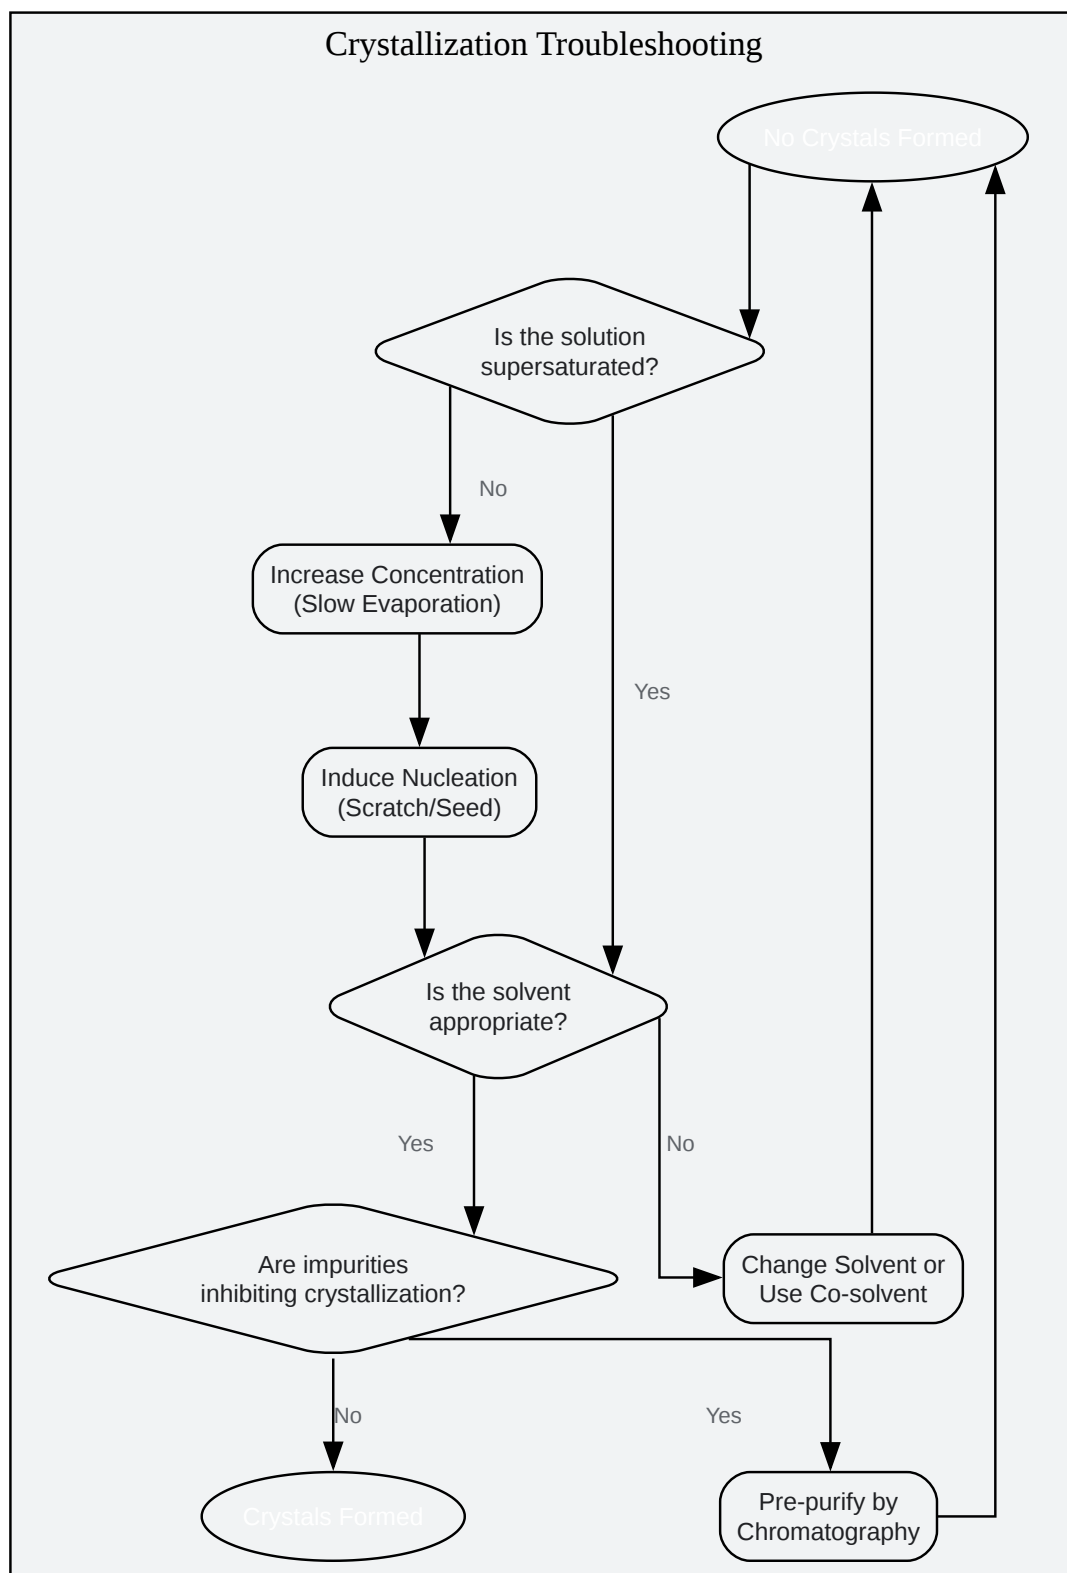 Crystallization Troubleshooting
No Crystals Formed
Is the solution
supersaturated?
No
Increase Concentration
(Slow Evaporation)
Yes
Induce Nucleation
(Scratch/Seed)
Is the solvent
appropriate?
Yes
No
Are impurities
inhibiting crystallization?
Change Solvent or
Use Co-solvent
No
Yes
Crystals Formed
Pre-purify by
Chromatography